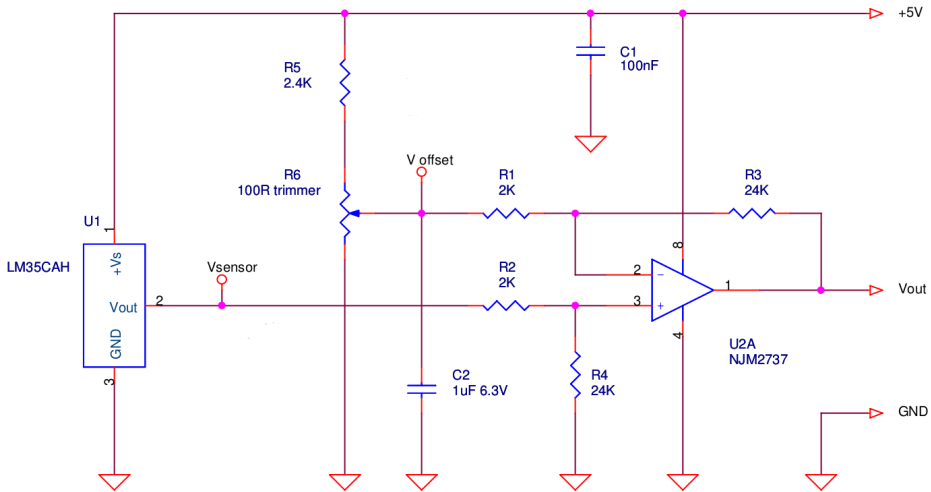 +5V
R5
2.4K
C1
100nF
V offset
R6
100R trimmer
R1
2K
R3
24K
U1
1
LM35CAH
+Vs
Vout
GND
2
3
Vsensor
R2
2K
8
2
-
3
+
1
4
Vout
U2A
NJM2737
C2
1uF 6.3V
R4
24K
GND